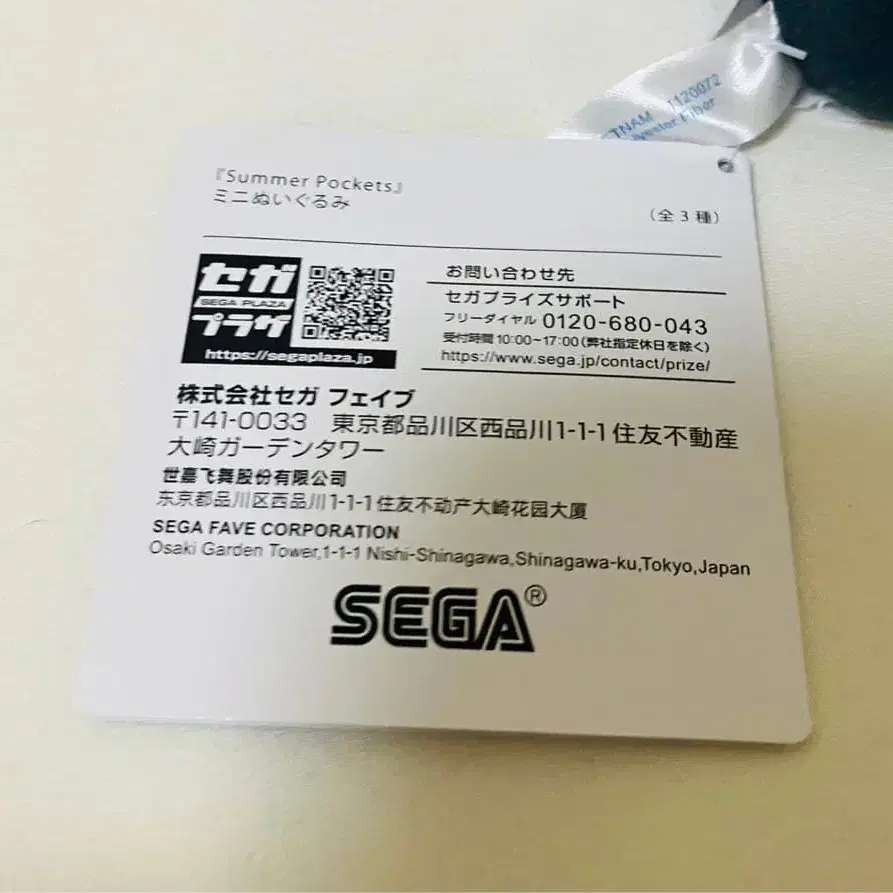 TNAM 1120072
lyester Fiber
『Summer Pockets』
ミニぬいぐるみ
（全3種）
セガ
SEGA PLAZA
プラザ
https://segaplaza.jp
お問い合わせ先
セガプライズサポート
フリーダイヤル 0120-680-043
受付時間 10:00~17:00（弊社指定休日を除く）
https://www.sega.jp/contact/prize/
株式会社セガ フェイブ
〒141-0033 東京都品川区西品川1-1-1 住友不動産
大崎ガーデンタワー
世嘉飞舞股份有限公司
东京都品川区西品川1-1-1住友不动产大崎花园大厦
SEGA FAVE CORPORATION
Osaki Garden Tower,1-1-1 Nishi-Shinagawa,Shinagawa-ku,Tokyo,Japan
SEGA®